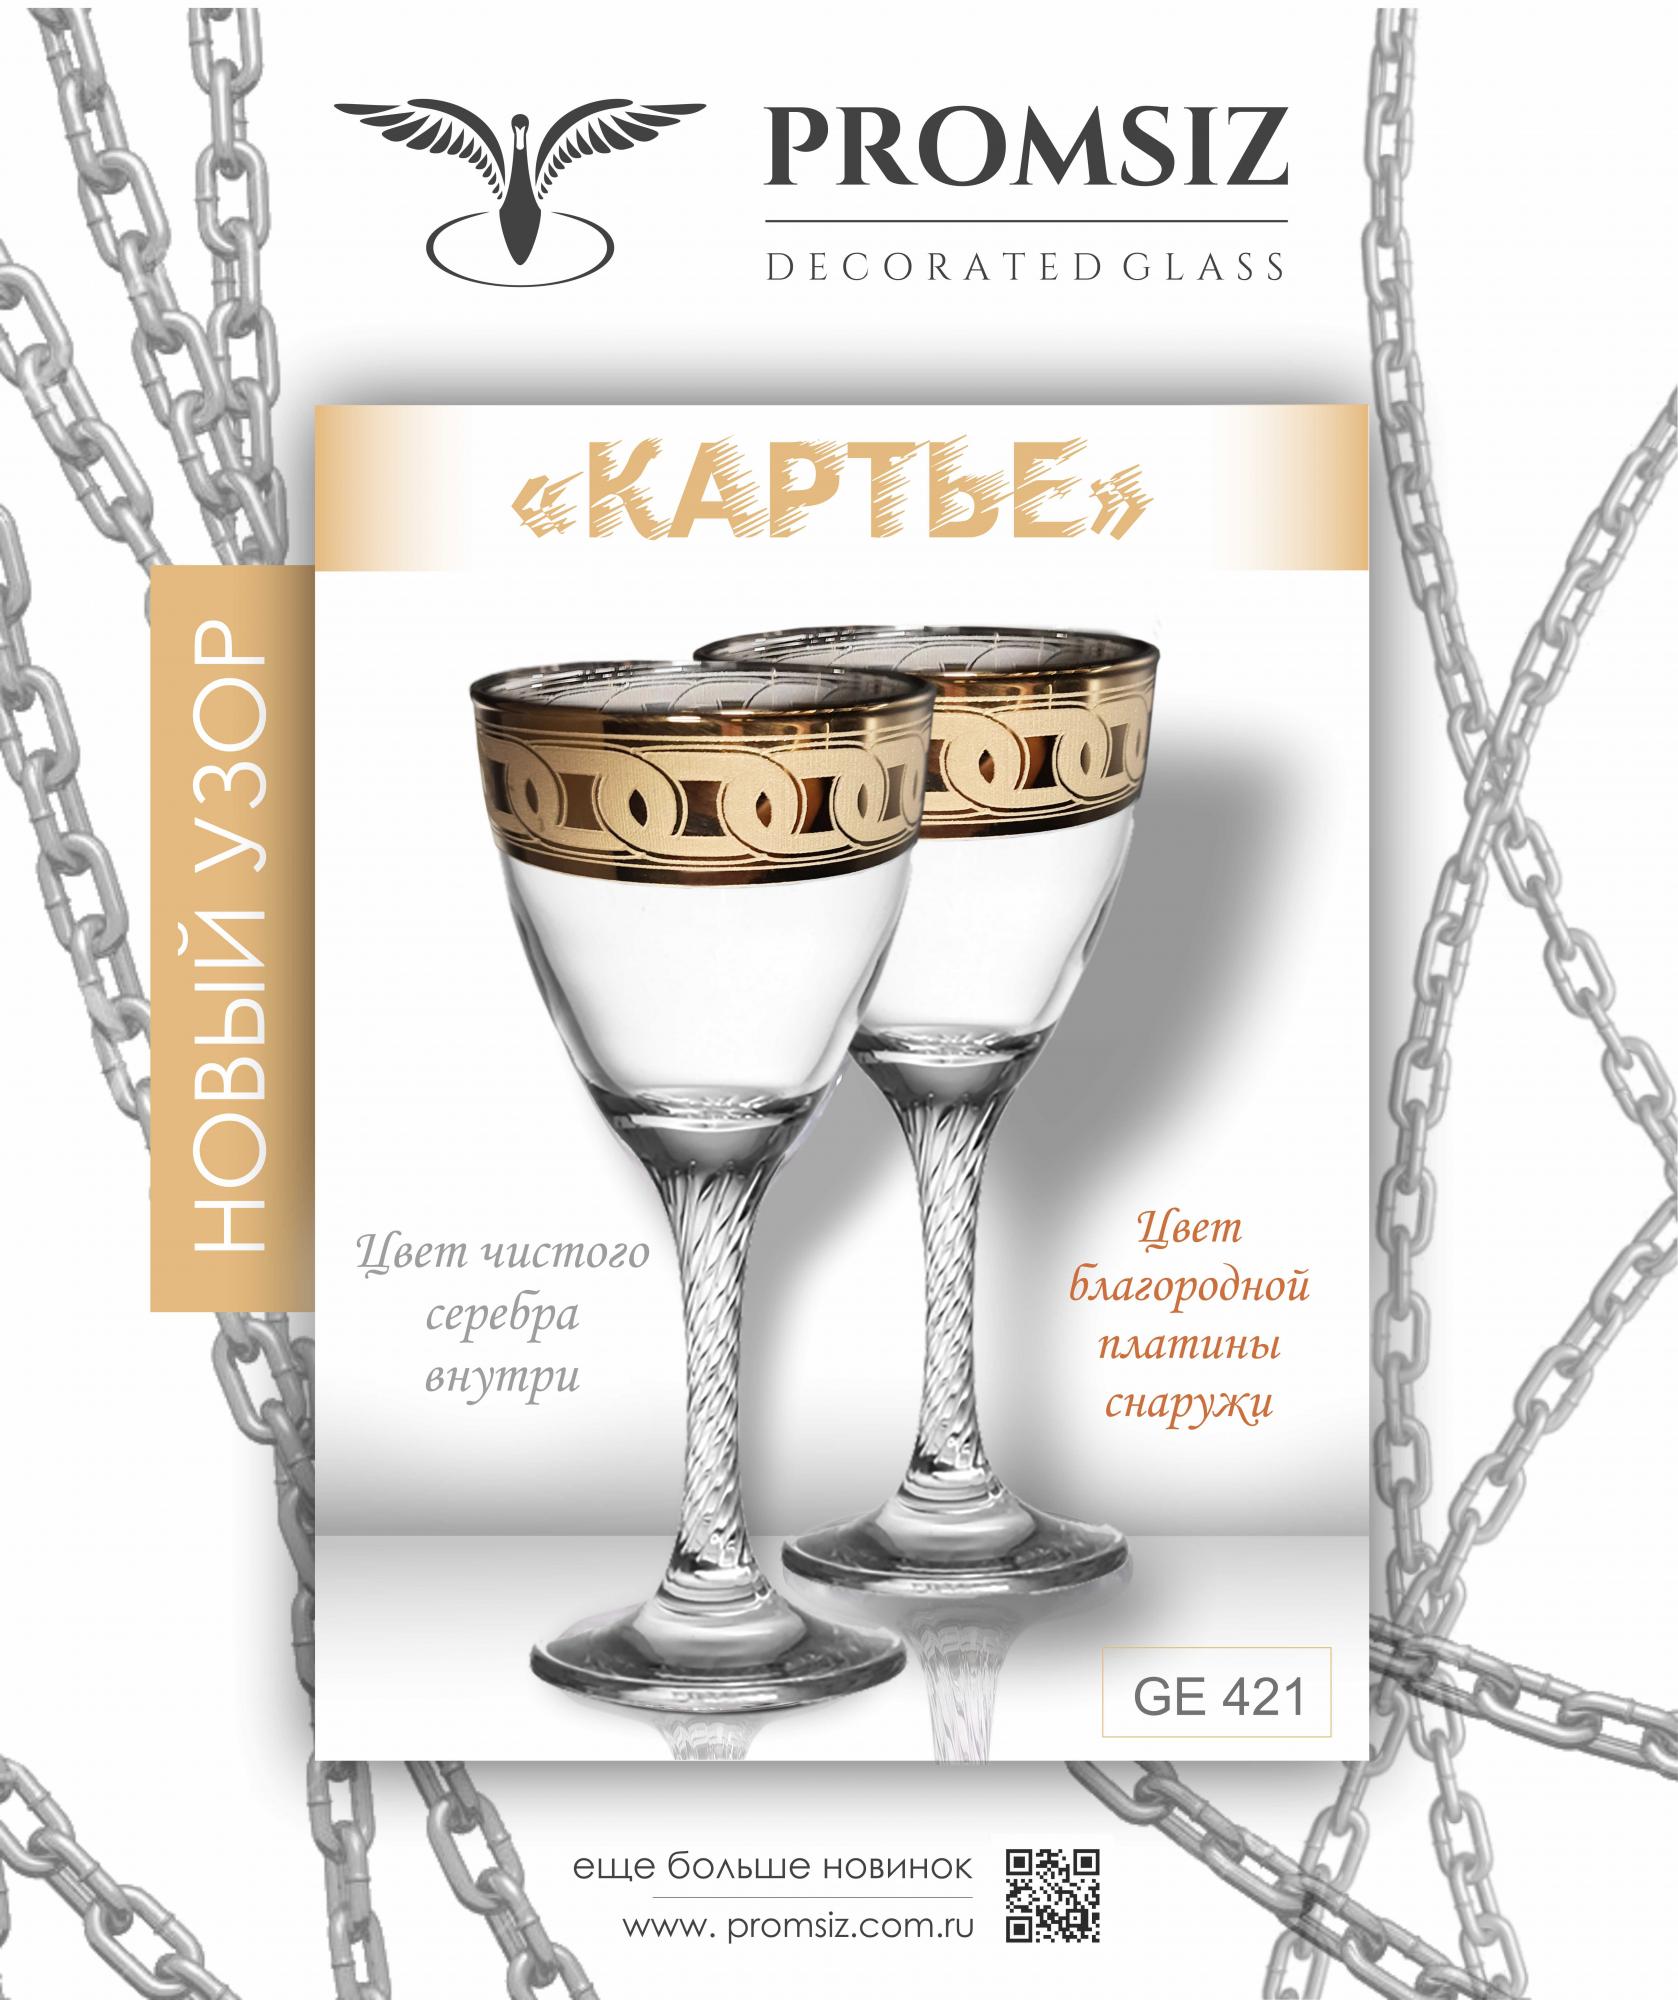 PROMSIZ
DECORATED GLASS
«КАРТЬЕ»
НОВЫЙ УЗОР
Цвет чистого
серебра
внутри
Цвет
благородной
платины
снаружи
GE 421
еще больше новинок
www. promsiz.com.ru